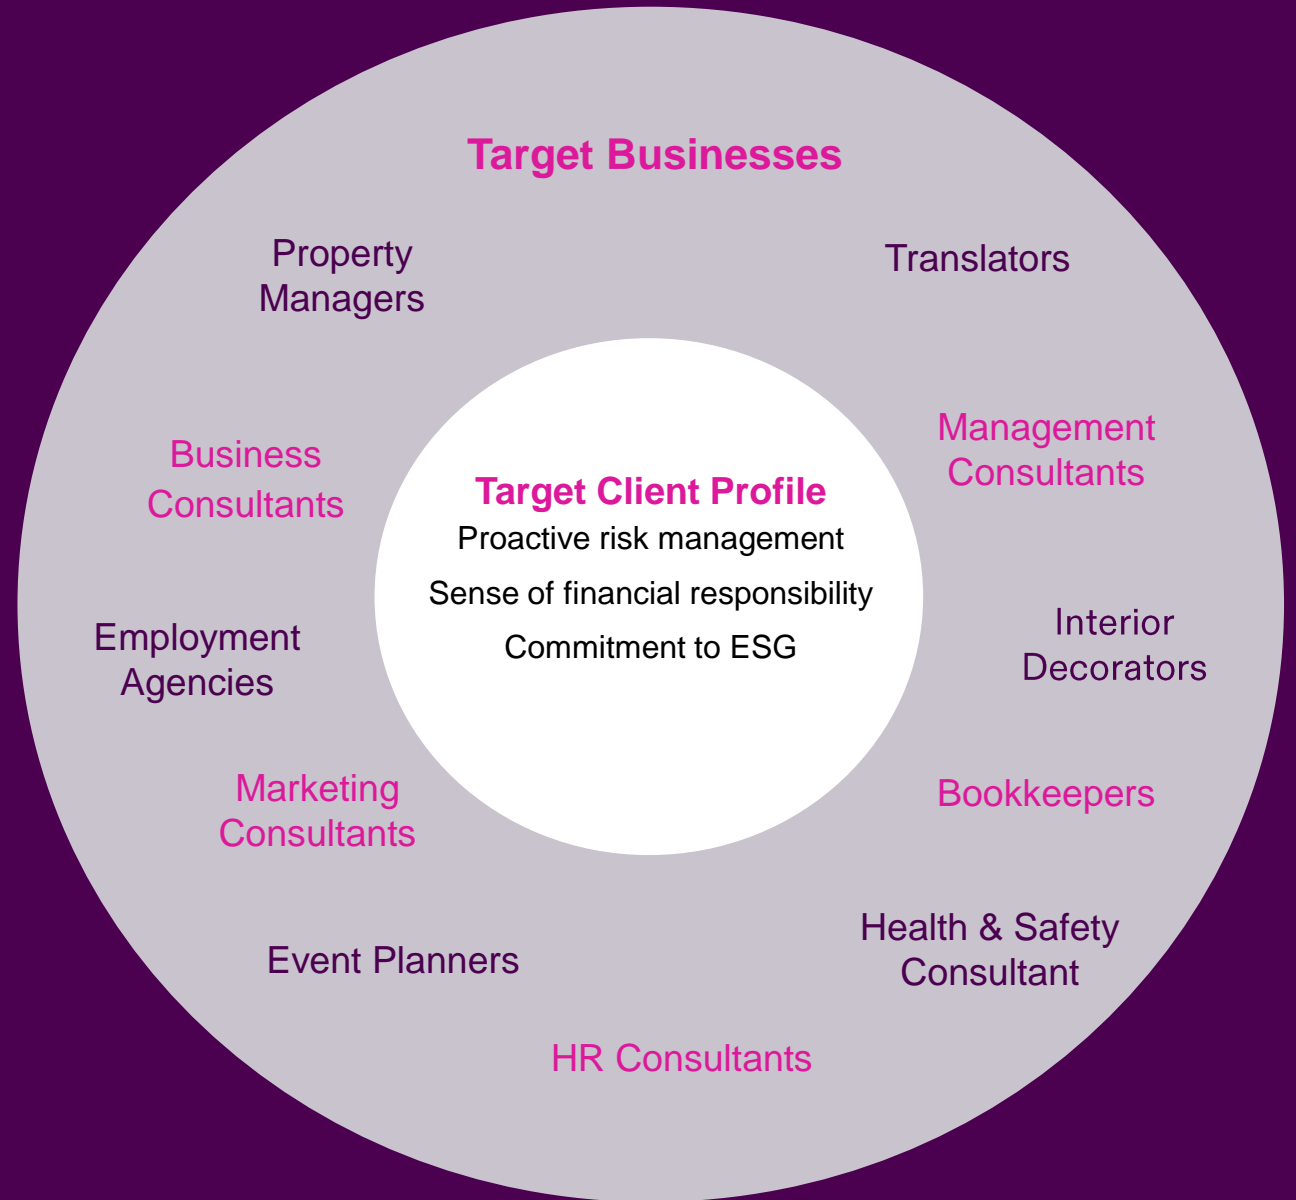 Target Businesses
Property
Managers
Translators
Business
Consultants
Management
Consultants
Target Client Profile
Proactive risk management
Sense of financial responsibility
Commitment to ESG
Employment
Agencies
Interior
Decorators
Marketing
Consultants
Bookkeepers
Event Planners
Health & Safety
Consultant
HR Consultants